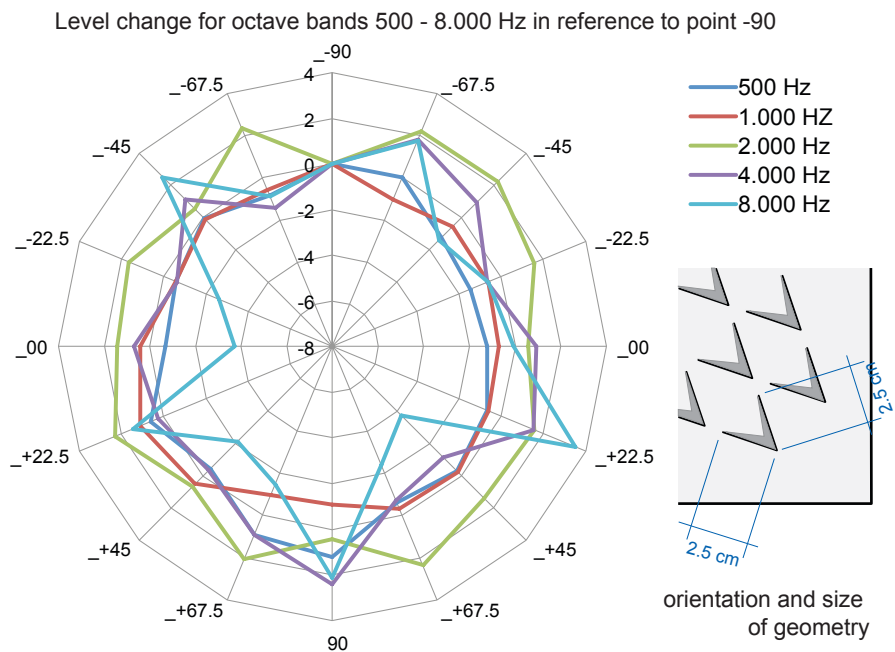 Level change for octave bands 500 - 8.000 Hz in reference to point -90
_-90
_-67.5
_-67.5
_-45
_-45
_-22.5
_-22.5
_00
_00
_+22.5
_+22.5
_+45
_+45
_+67.5
_+67.5
90
4
2
0
-2
-4
-6
-8
500 Hz
1.000 HZ
2.000 Hz
4.000 Hz
8.000 Hz
2.5 cm
2.5 cm
orientation and size
of geometry